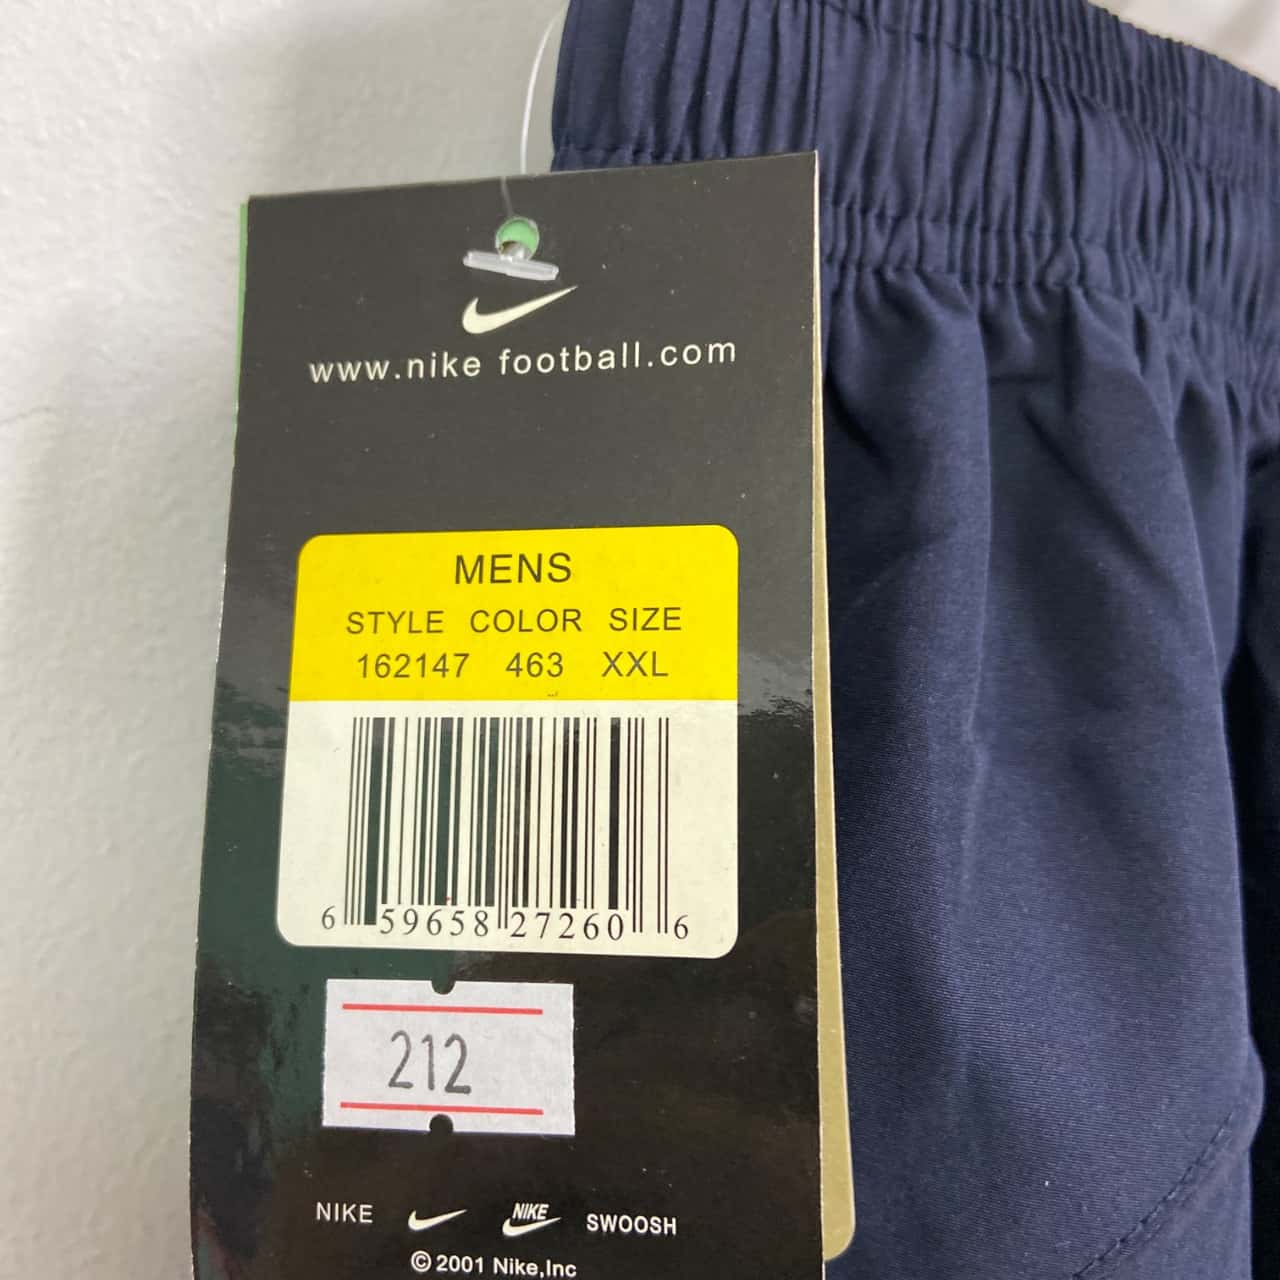 www.nike football.com
MENS
STYLE COLOR SIZE
162147 463 XXL
6 59658 27260 6
212
NIKE NIKE SWOOSH
©2001 Nike,Inc